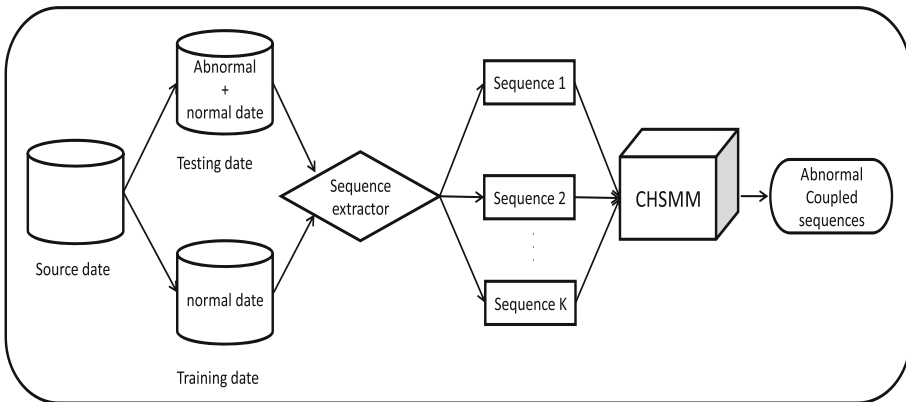 Abnormal
+
normal date
Testing date
Source date
normal date
Training date
Sequence
extractor
Sequence 1
Sequence 2
Sequence K
CHSMM
Abnormal
Coupled
sequences